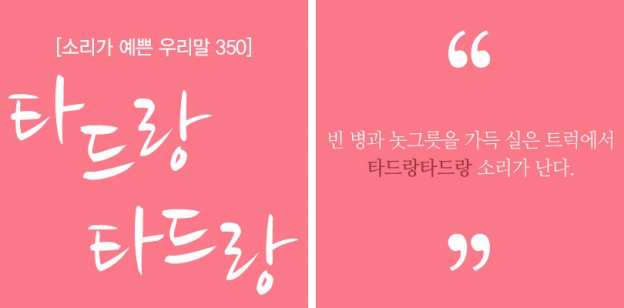 [소리가 예쁜 우리말 350]
타드랑
타드랑
“
빈 병과 놋그릇을 가득 실은 트럭에서
타드랑타드랑 소리가 난다.
”